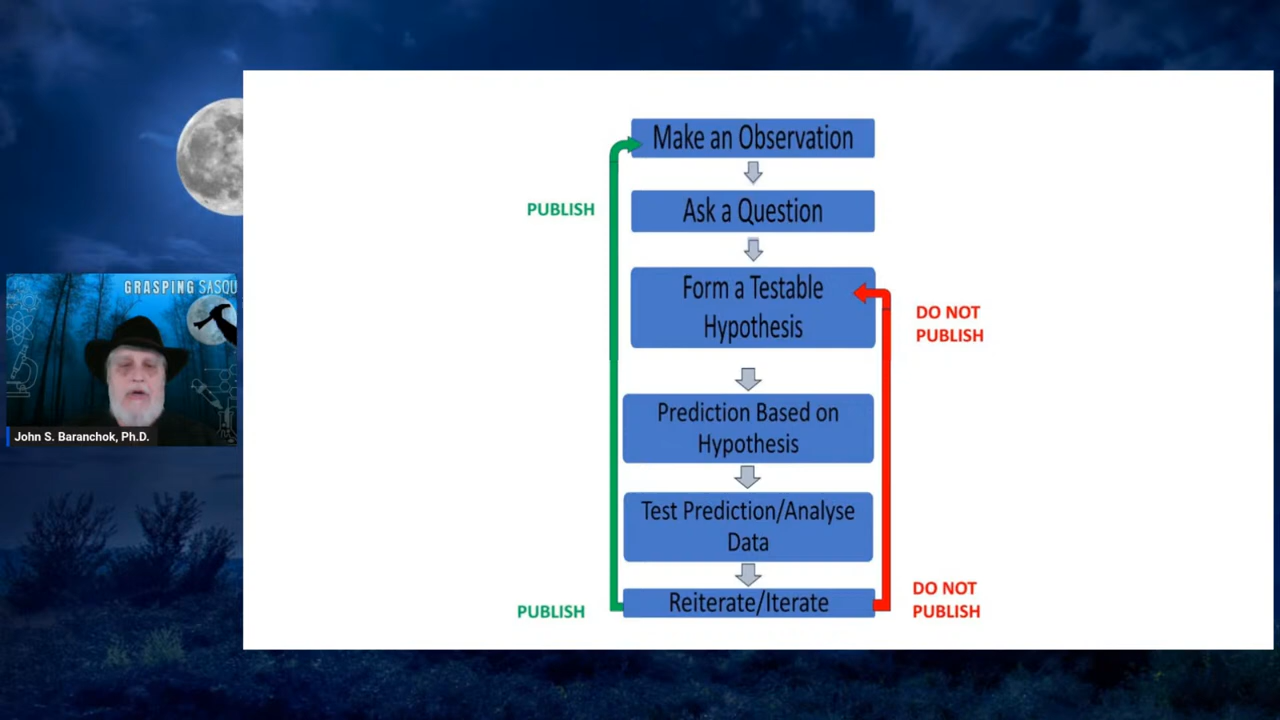 Make an Observation
PUBLISH
Ask a Question
Form a Testable
Hypothesis
DO NOT
PUBLISH
GRASPING SASQU
Prediction Based on
Hypothesis
John S. Baranchok, Ph.D.
Test Prediction/Analyse
Data
Reiterate/Iterate
PUBLISH
DO NOT
PUBLISH